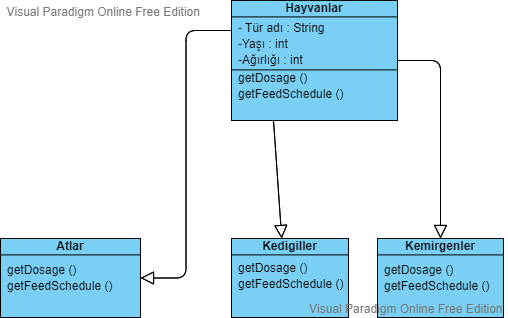 Visual Paradigm Online Free Edition
Hayvanlar
- Tür adı : String
-Yaşı : int
-Ağırlığı : int
getDosage ()
getFeedSchedule ()
Atlar
getDosage ()
getFeedSchedule ()
Kedigiller
getDosage ()
getFeedSchedule ()
Kemirgenler
getDosage ()
getFeedSchedule ()
Visual Paradigm Online Free Edition